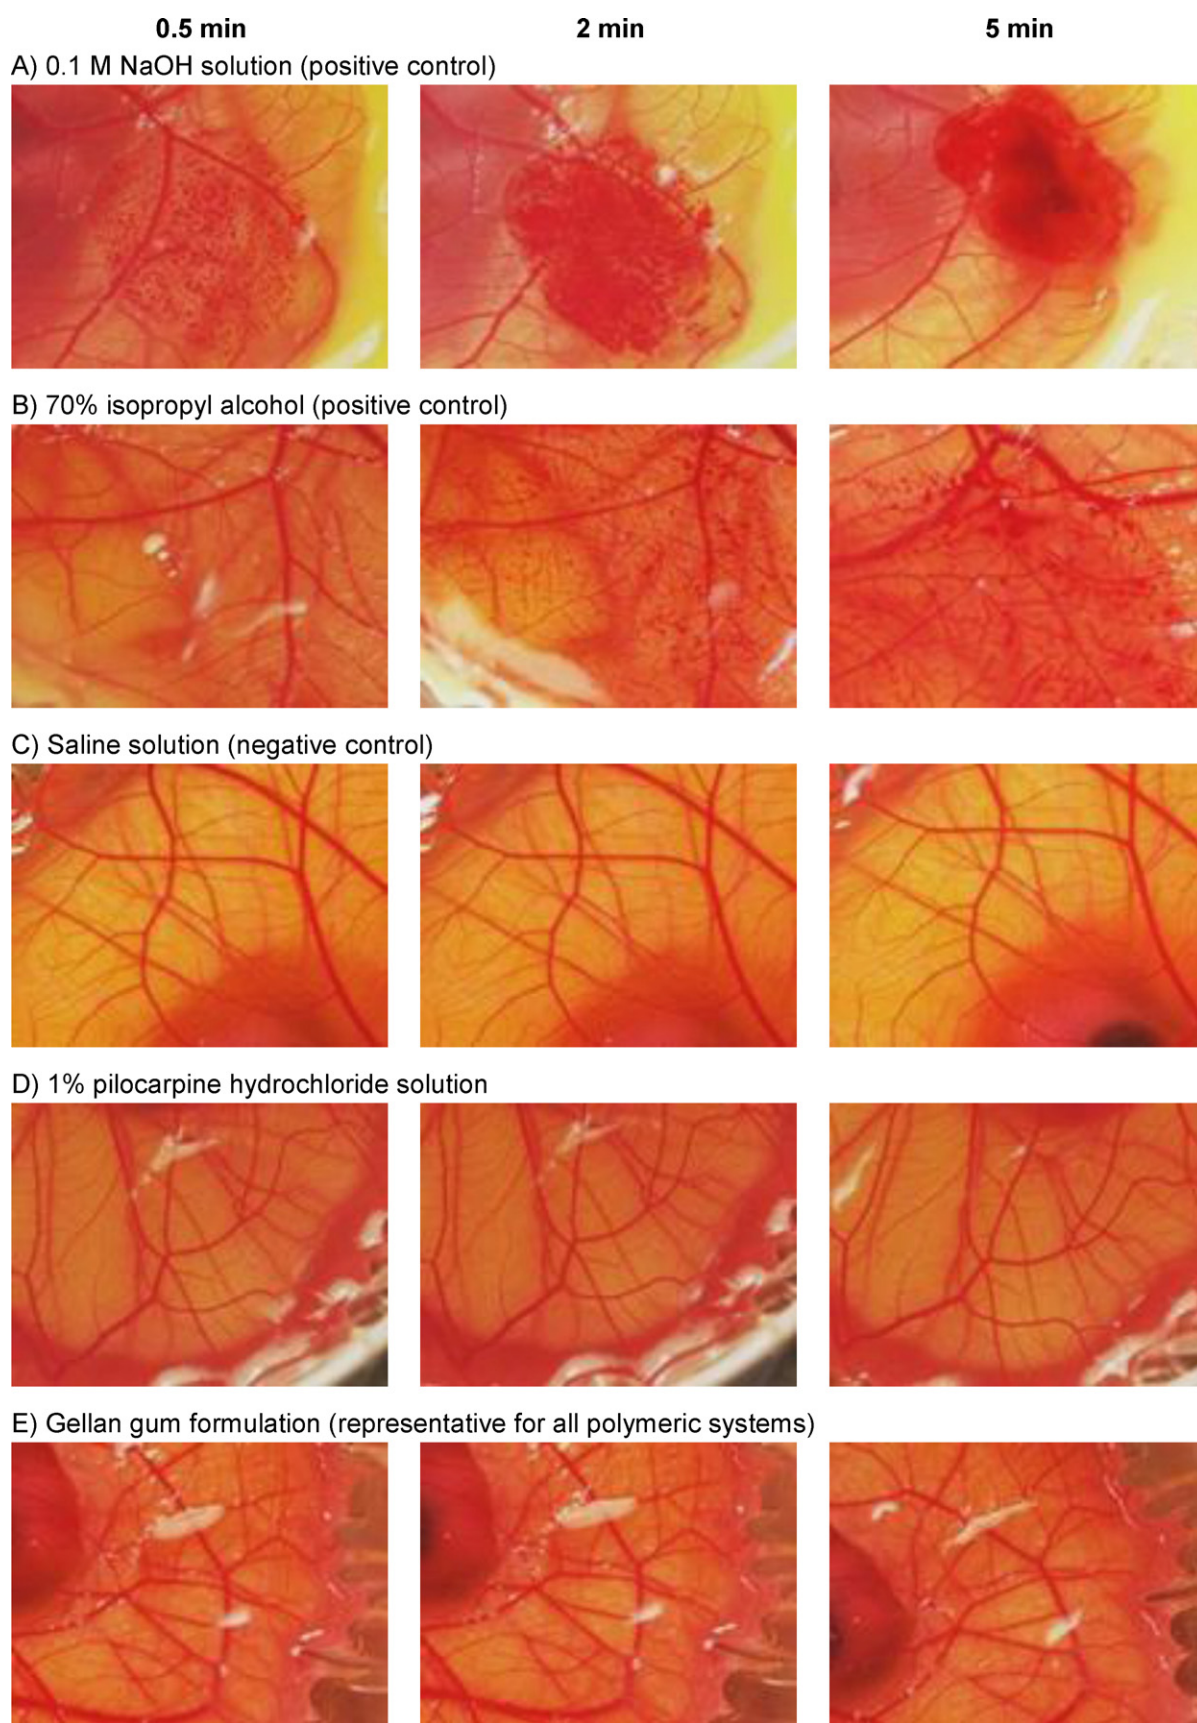 0.5 min 2 min 5 min
A) 0.1 M NaOH solution (positive control)
B) 70% isopropyl alcohol (positive control)
C) Saline solution (negative control)
D) 1% pilocarpine hydrochloride solution
E) Gellan gum formulation (representative for all polymeric systems)